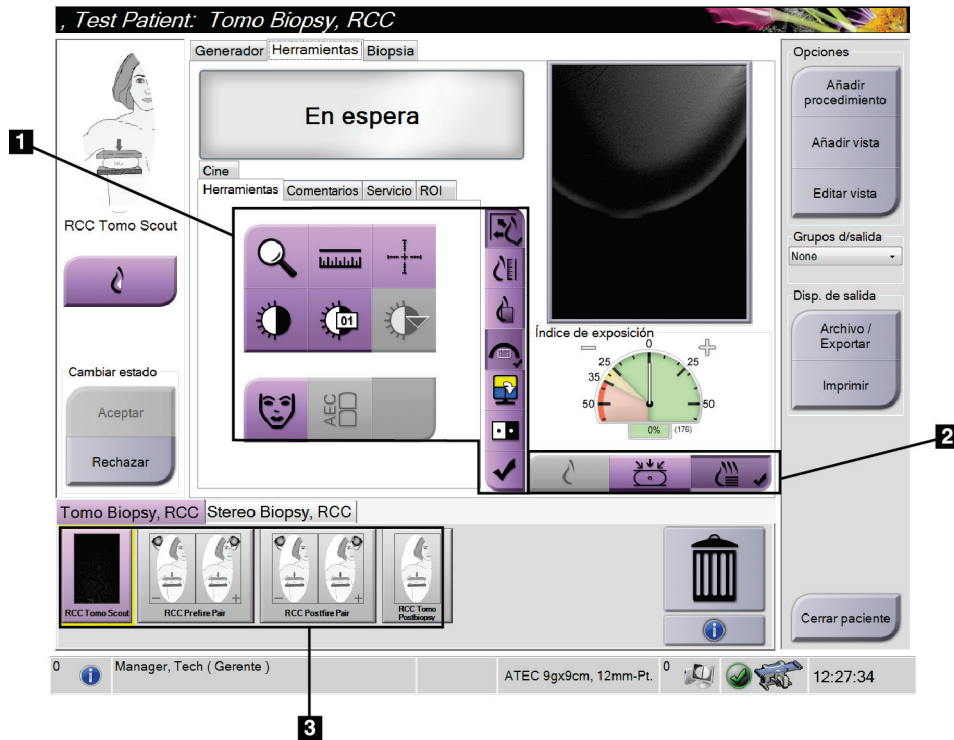 , Test Patient: Tomo Biopsy, RCC
Generador Herramientas Biopsia
En espera
Cine
Herramientas Comentarios Servicio ROI
01
AEC
1
RCC Tomo Scout
Cambiar estado
Aceptar
Rechazar
Índice de exposición
0
25 25
35
50 50
0% (176)
2
Opciones
Añadir
procedimiento
Añadir vista
Editar vista
Grupos d/salida
None
Disp. de salida
Archivo /
Exportar
Imprimir
Cerrar paciente
Tomo Biopsy, RCC Stereo Biopsy, RCC
RCC Tomo Scout
RCC Prefire Pair
RCC Postfire Pair
RCC Tomo
Postbiopsy
3
0 Manager, Tech ( Gerente )
ATEC 9gx9cm, 12mm-Pt. 0
12:27:34